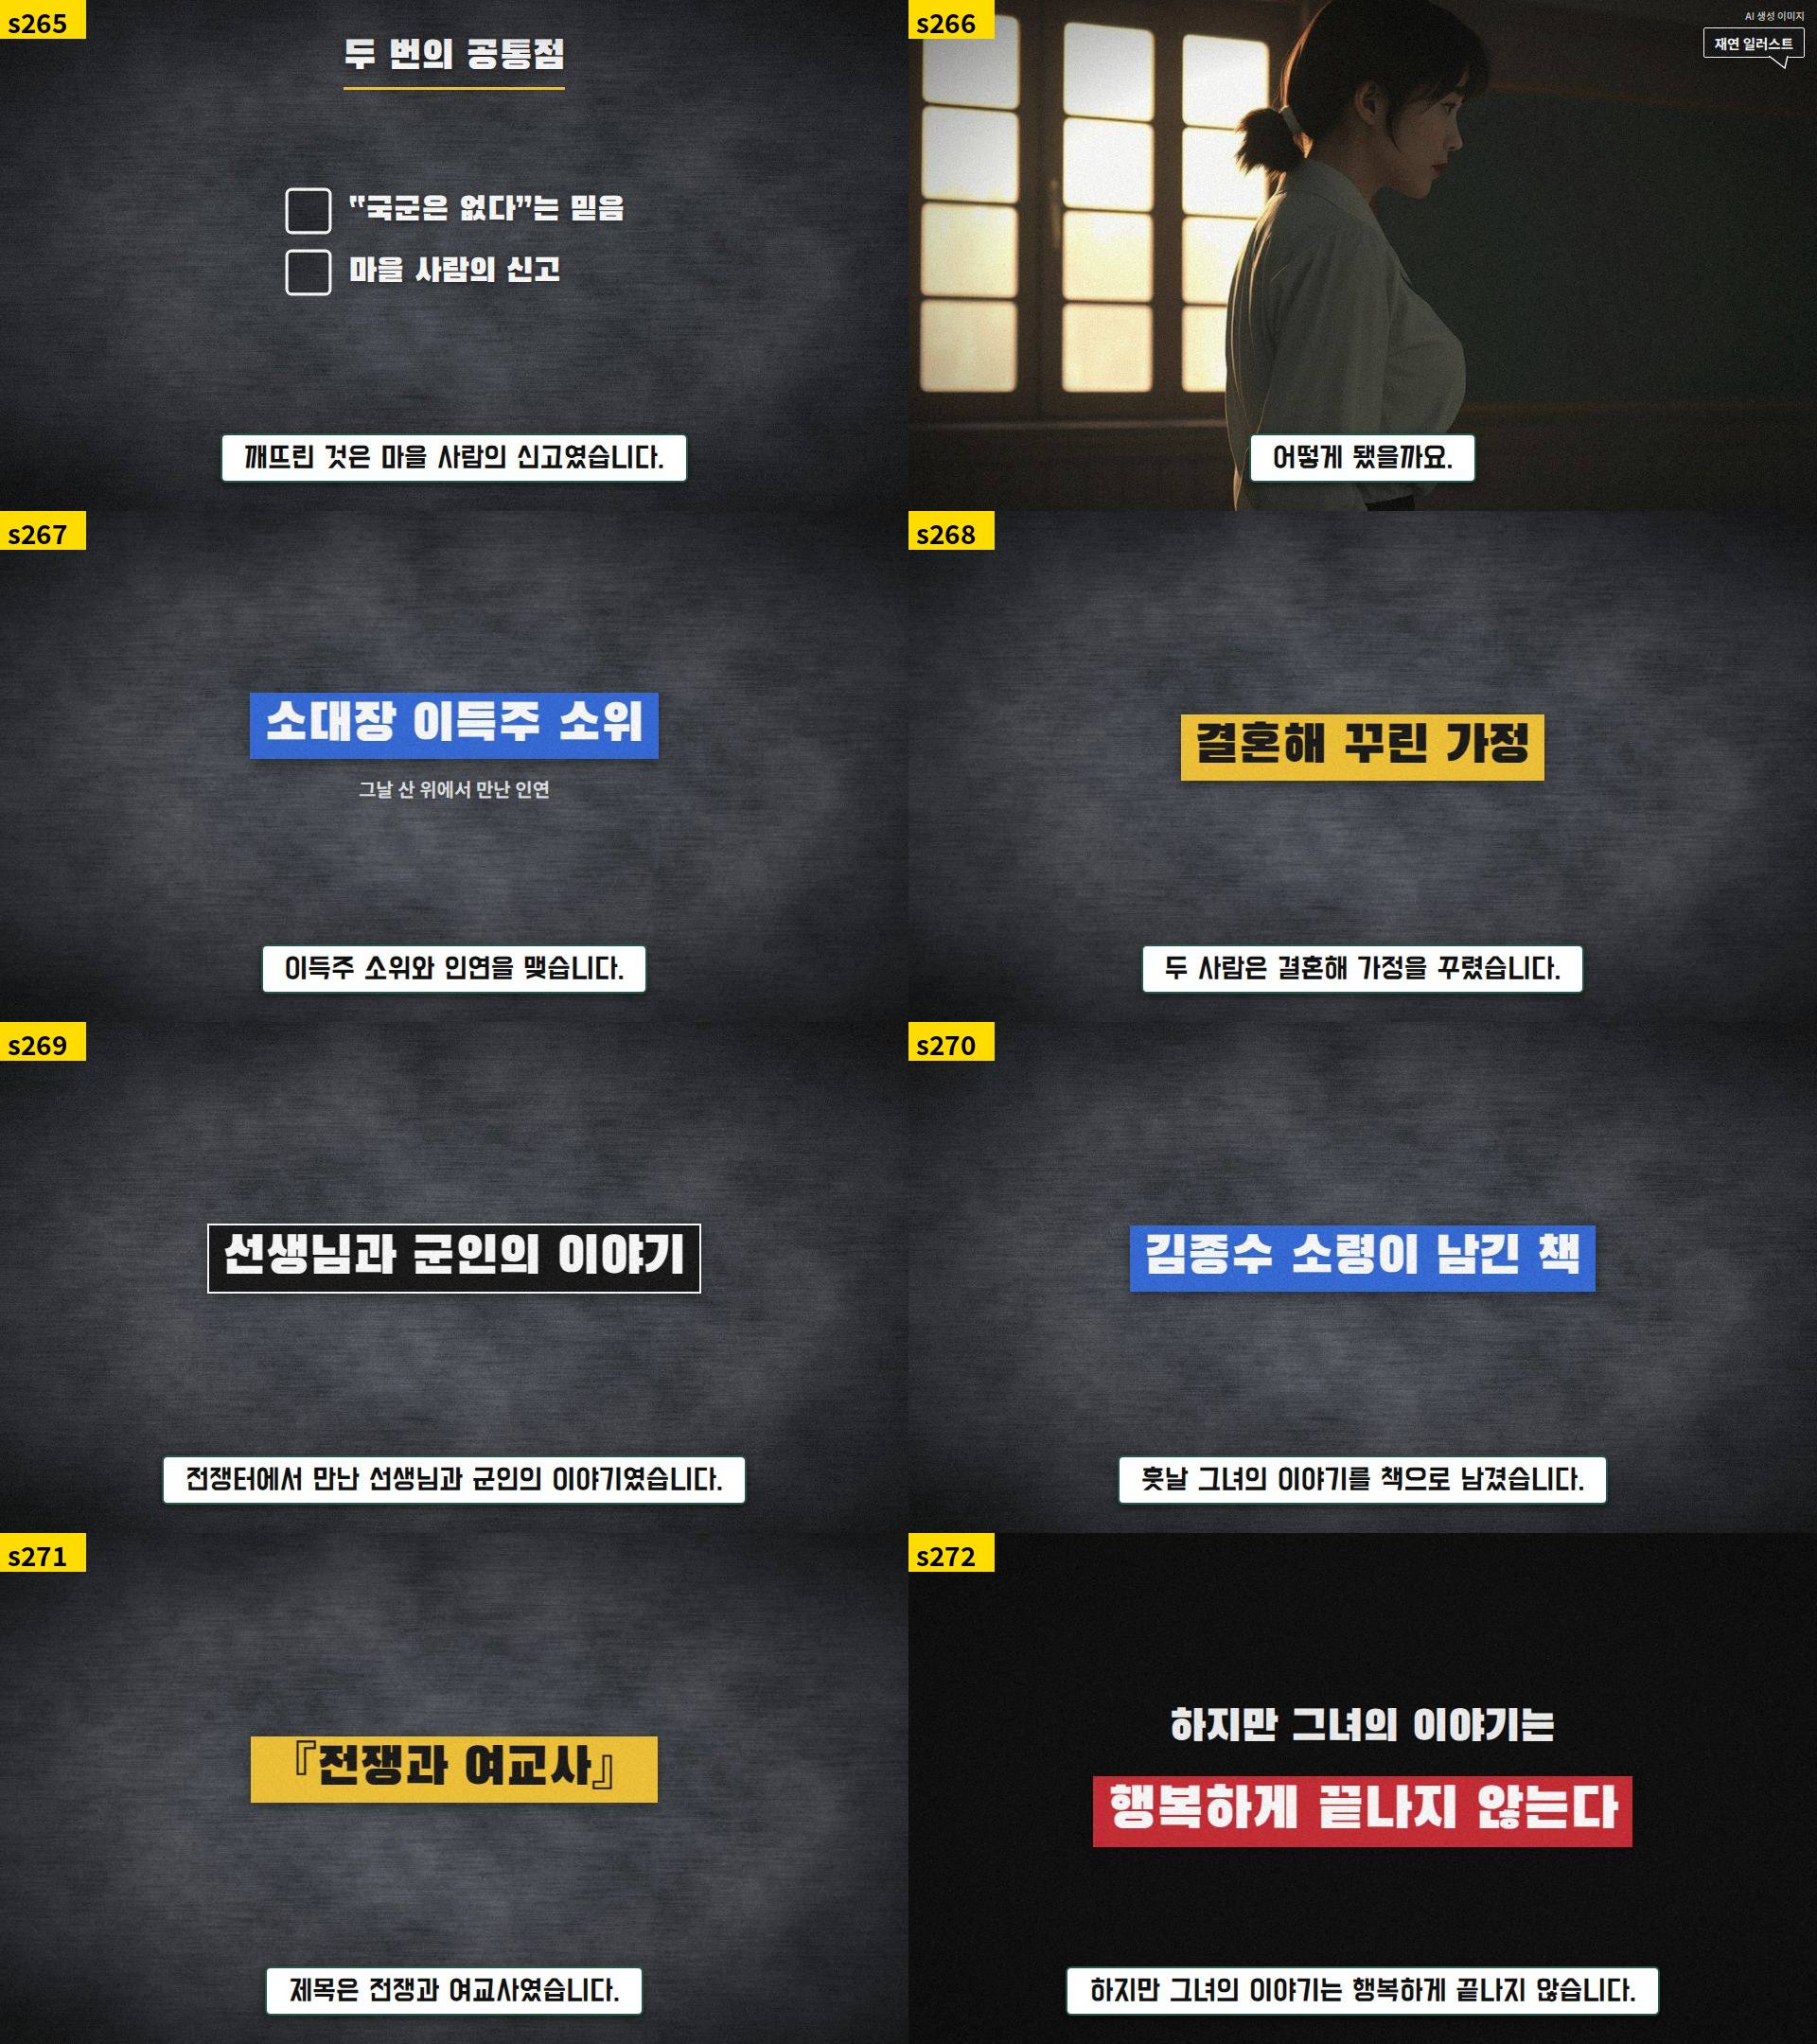 s265
두 번의 공통점
“국군은 없다”는 믿음
마을 사람의 신고
깨뜨린 것은 마을 사람의 신고였습니다.
s266
AI 생성 이미지
재연 일러스트
어떻게 됐을까요.
s267
소대장 이득주 소위
그날 산 위에서 만난 인연
이득주 소위와 인연을 맺습니다.
s268
결혼해 꾸린 가정
두 사람은 결혼해 가정을 꾸렸습니다.
s269
선생님과 군인의 이야기
전쟁터에서 만난 선생님과 군인의 이야기였습니다.
s270
김종수 소령이 남긴 책
훗날 그녀의 이야기를 책으로 남겼습니다.
s271
『전쟁과 여교사』
제목은 전쟁과 여교사였습니다.
s272
하지만 그녀의 이야기는
행복하게 끝나지 않는다
하지만 그녀의 이야기는 행복하게 끝나지 않습니다.